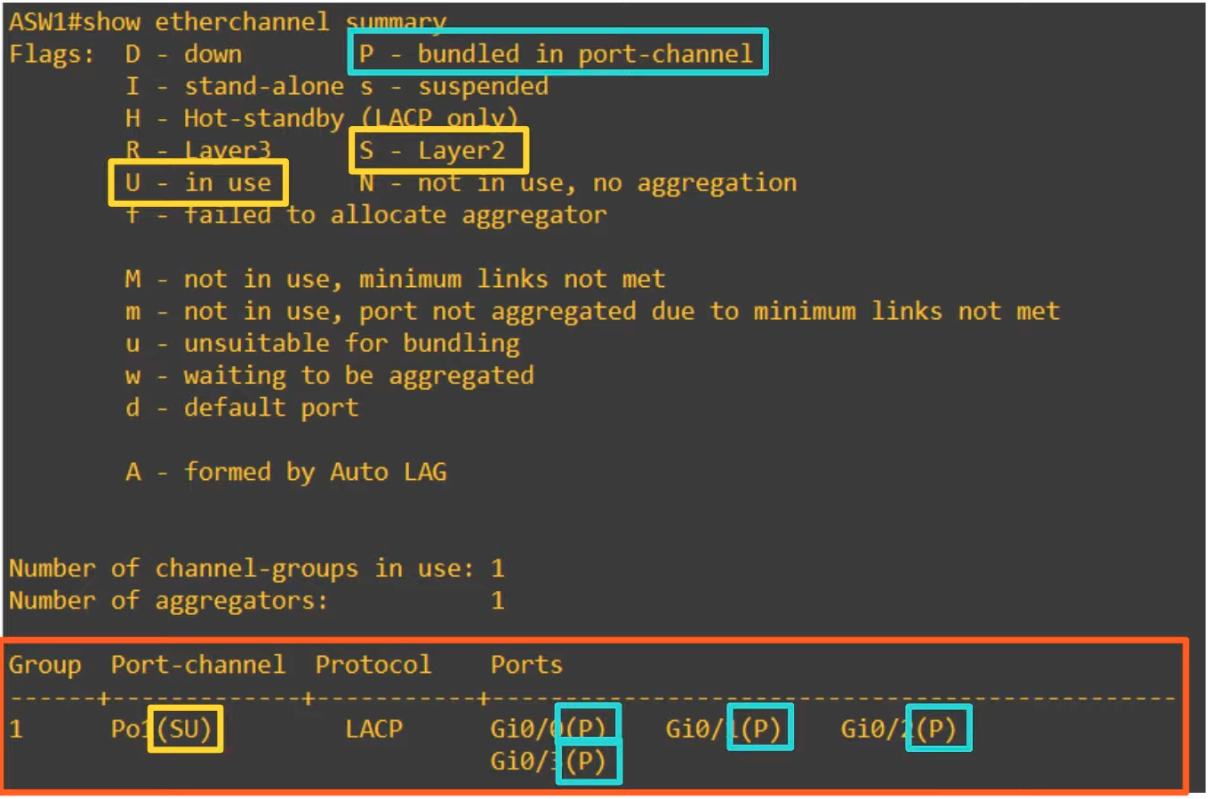 ASW1#show etherchannel summary
Flags:  D - down        P - bundled in port-channel
        I - stand-alone s - suspended
        H - Hot-standby (LACP only)
        R - Layer3      S - Layer2
        U - in use      N - not in use, no aggregation
        f - failed to allocate aggregator

        M - not in use, minimum links not met
        m - not in use, port not aggregated due to minimum links not met
        u - unsuitable for bundling
        w - waiting to be aggregated
        d - default port

        A - formed by Auto LAG

Number of channel-groups in use: 1
Number of aggregators:           1

Group  Port-channel  Protocol    Ports
------+-------------+-----------+-----------------------------------------------
1      Po1(SU)         LACP      Gi0/0(P)    Gi0/1(P)    Gi0/2(P)
                                 Gi0/3(P)